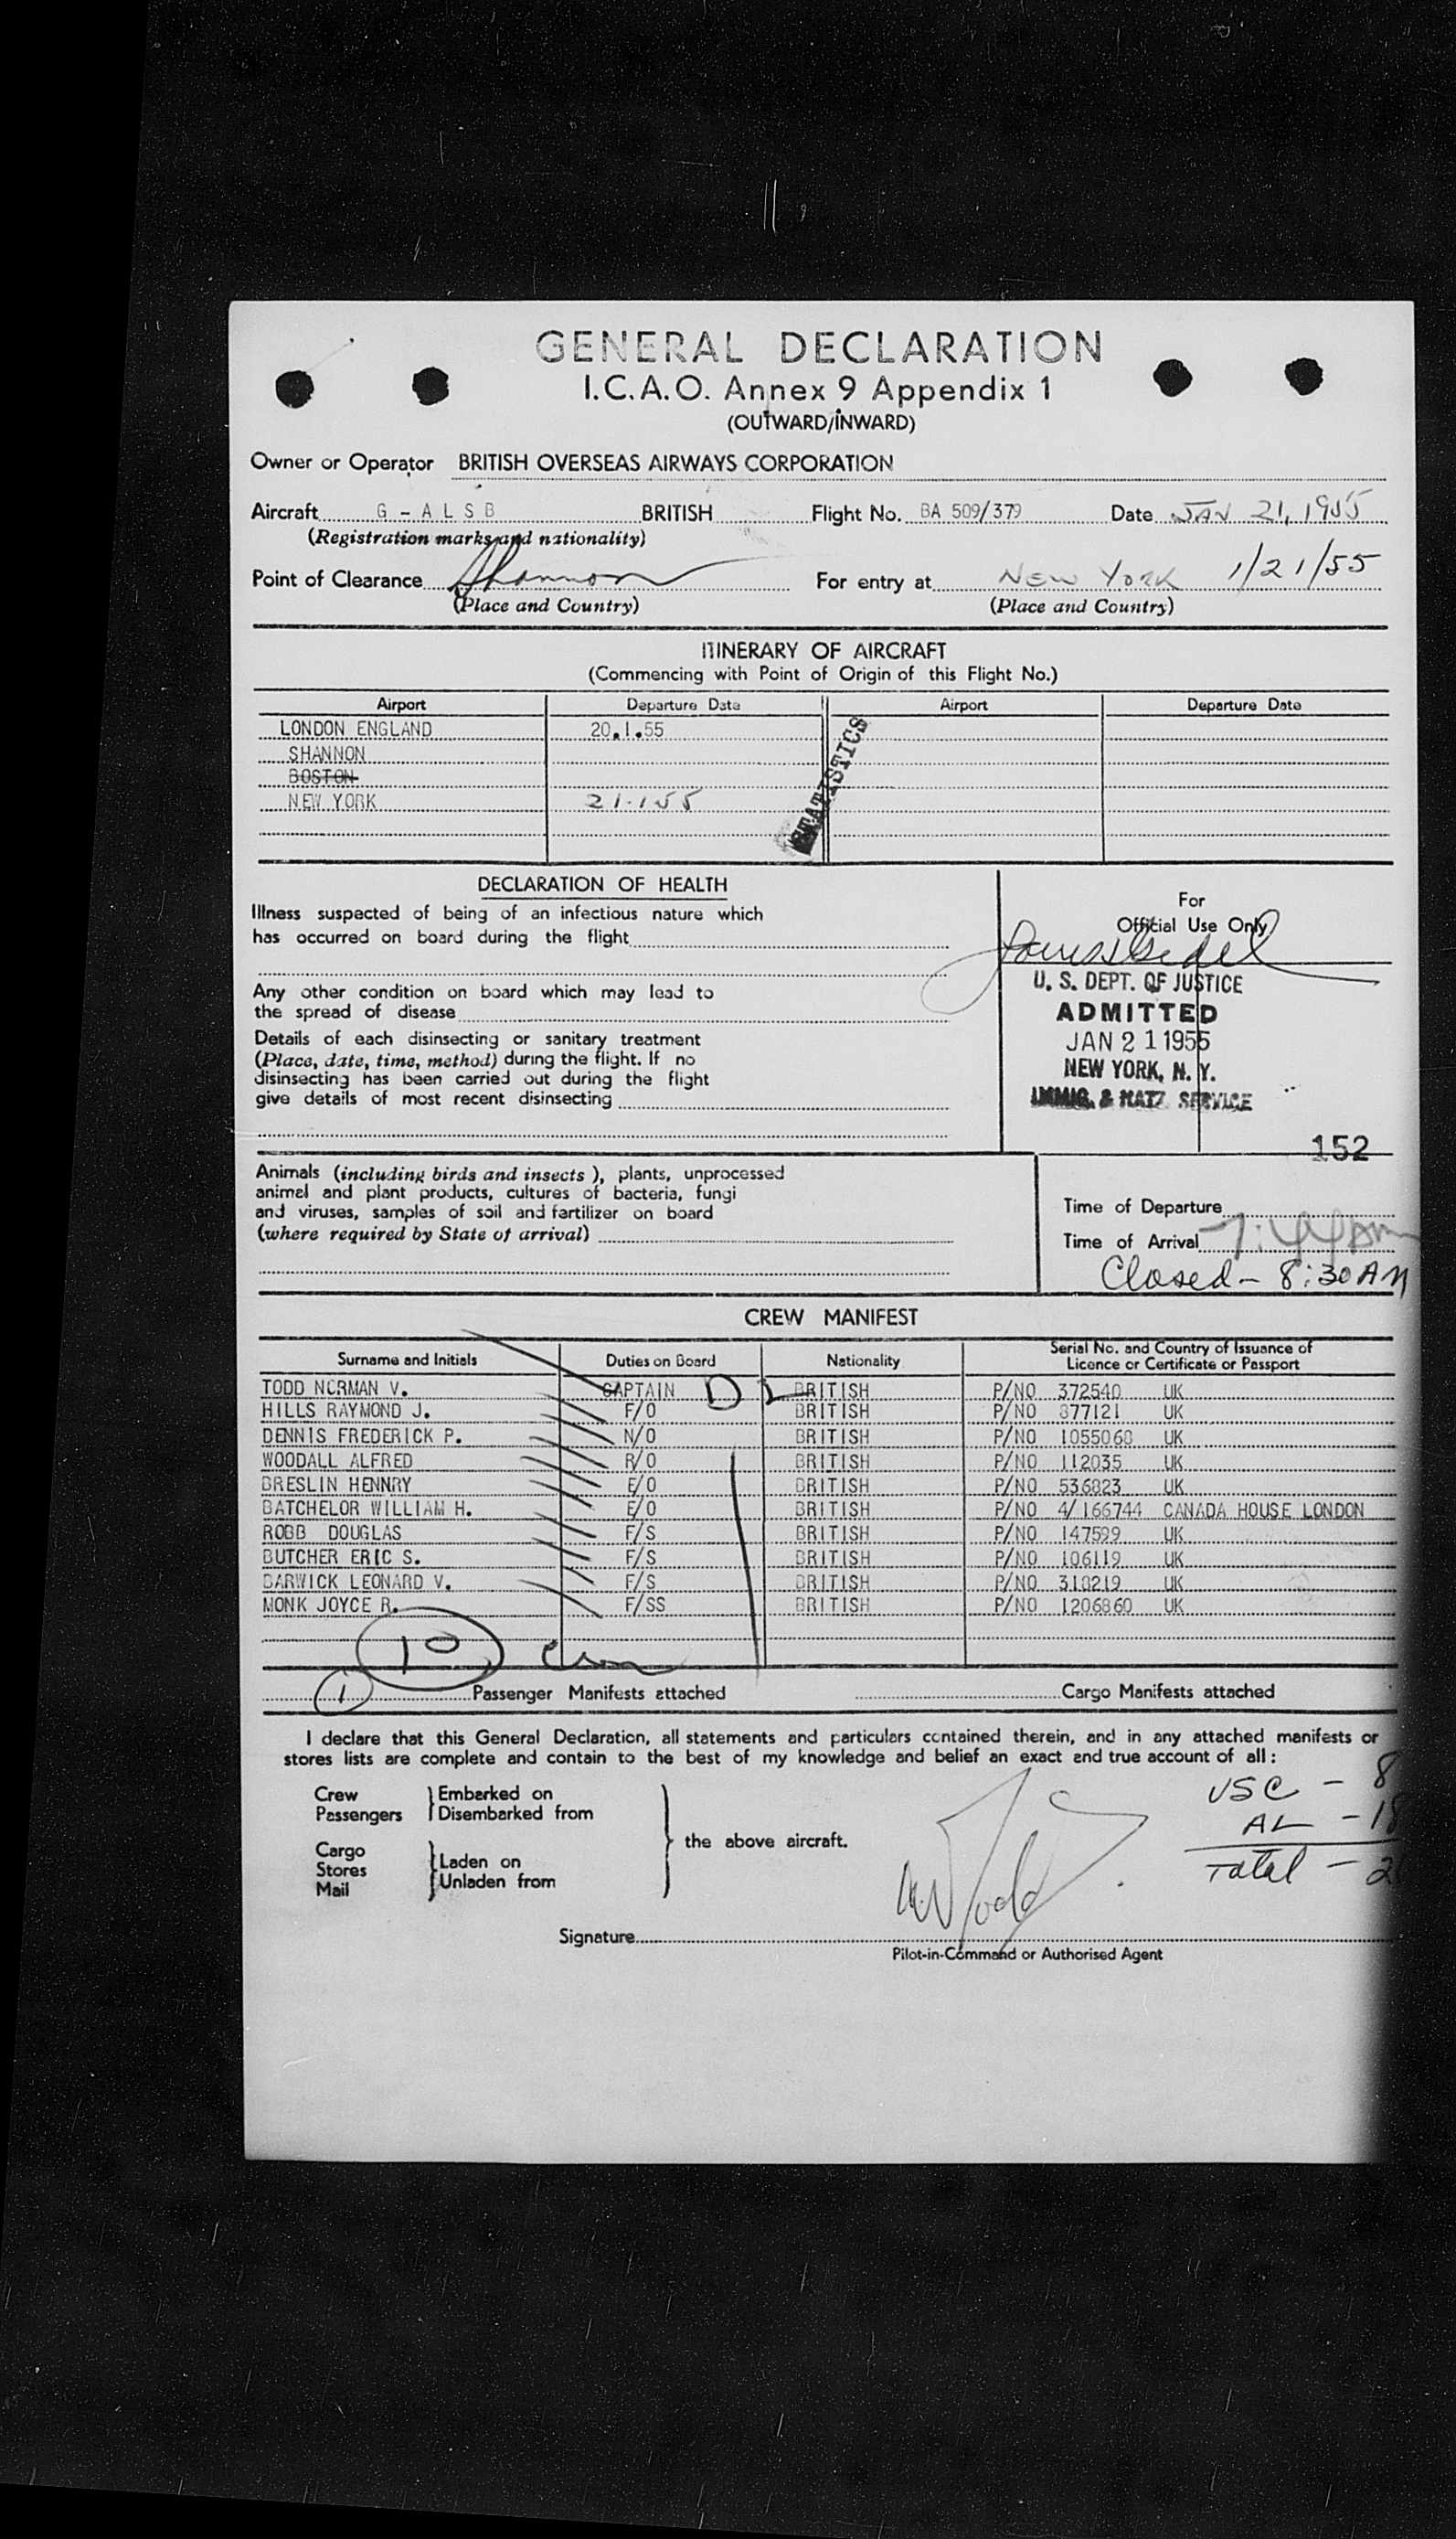 GENERAL DECLARATION
I.C.A.O. Annex 9 Appendix 1
(OUTWARD/INWARD)
Owner or Operator BRITISH OVERSEAS AIRWAYS CORPORATION
Aircraft G - A L S B BRITISH Flight No. BA 509/379 Date JAN 21, 1955
(Registration marks and nationality)
Point of Clearance Shannon For entry at NEW YORK 1/21/55
(Place and Country) (Place and Country)
ITINERARY OF AIRCRAFT
(Commencing with Point of Origin of this Flight No.)
Airport Departure Date Airport Departure Date
LONDON ENGLAND 20.1.55
SHANNON
BOSTON
NEW YORK 21.1.55
STATISTICS
DECLARATION OF HEALTH
Illness suspected of being of an infectious nature which
has occurred on board during the flight
Any other condition on board which may lead to
the spread of disease
Details of each disinsecting or sanitary treatment
(Place, date, time, method) during the flight. If no
disinsecting has been carried out during the flight
give details of most recent disinsecting
For
Official Use Only
U. S. DEPT. OF JUSTICE
ADMITTED
JAN 21 1955
NEW YORK, N. Y.
IMMIG. & NATZ SERVICE
152
Animals (including birds and insects), plants, unprocessed
animal and plant products, cultures of bacteria, fungi
and viruses, samples of soil and fertilizer on board
(where required by State of arrival)
Time of Departure
Time of Arrival 7:44AM
Closed - 8:30 AM
CREW MANIFEST
Surname and Initials Duties on Board Nationality Serial No. and Country of Issuance of Licence or Certificate or Passport
TODD NORMAN V. CAPTAIN D L BRITISH P/NO 372540 UK
HILLS RAYMOND J. F/O BRITISH P/NO 877121 UK
DENNIS FREDERICK P. N/O BRITISH P/NO 1055068 UK
WOODALL ALFRED R/O BRITISH P/NO 112035 UK
BRESLIN HENNRY E/O BRITISH P/NO 536823 UK
BATCHELOR WILLIAM H. E/O BRITISH P/NO 4/166744 CANADA HOUSE LONDON
ROBB DOUGLAS F/S BRITISH P/NO 147599 UK
BUTCHER ERIC S. F/S BRITISH P/NO 106119 UK
BARWICK LEONARD V. F/S BRITISH P/NO 318219 UK
MONK JOYCE R. F/SS BRITISH P/NO 1206860 UK
10
1 Passenger Manifests attached Cargo Manifests attached
I declare that this General Declaration, all statements and particulars contained therein, and in any attached manifests or
stores lists are complete and contain to the best of my knowledge and belief an exact and true account of all:
Crew Embarked on
Passengers Disembarked from
Cargo
Stores Laden on
Mail Unladen from
the above aircraft.
USC - 8
AL - 18
Total - 2
Signature N V Todd
Pilot-in-Command or Authorised Agent